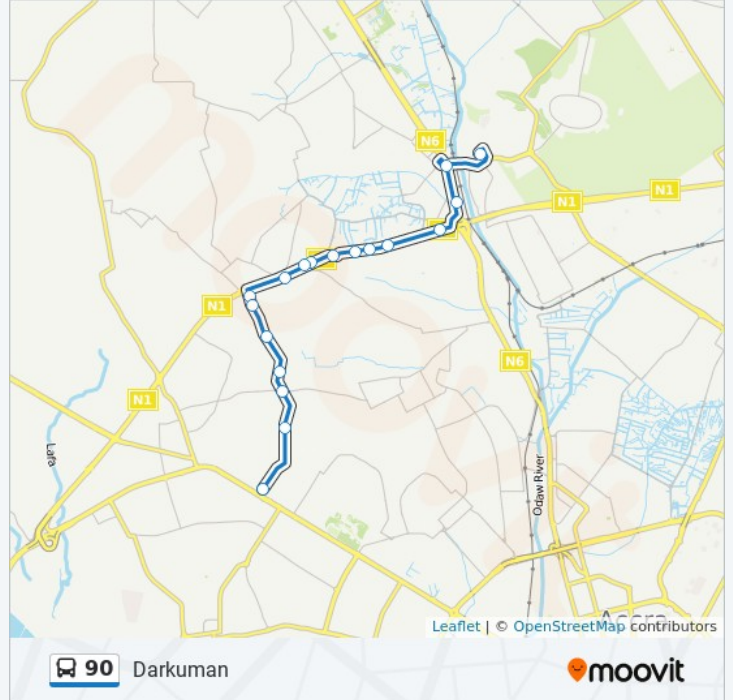 N6
N1
N1
N1
N6
N1
Lafa
Odaw River
Accra
Leaflet | © OpenStreetMap contributors
90 Darkuman
moovit